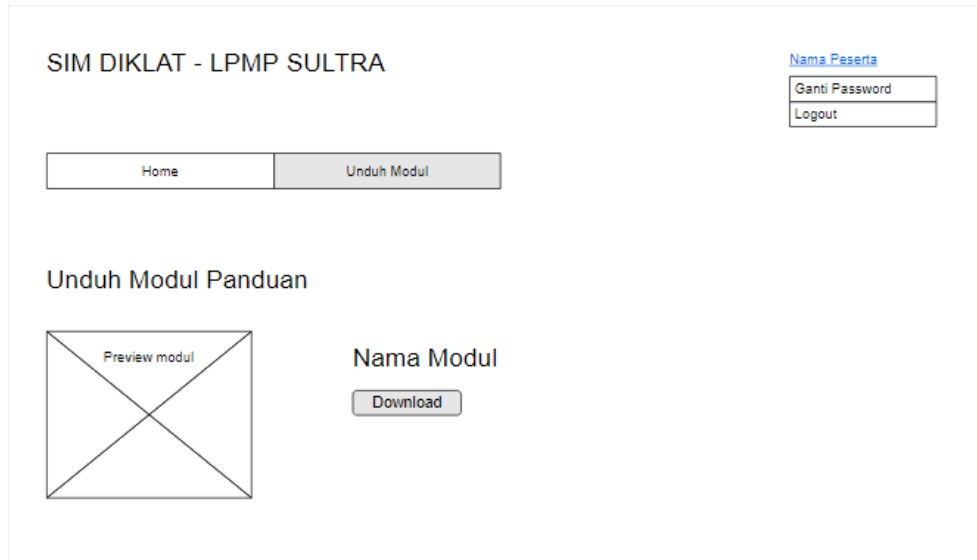 SIM DIKLAT - LPMP SULTRA
Nama Peserta
Ganti Password
Logout
Home
Unduh Modul
Unduh Modul Panduan
Preview modul
Nama Modul
Download